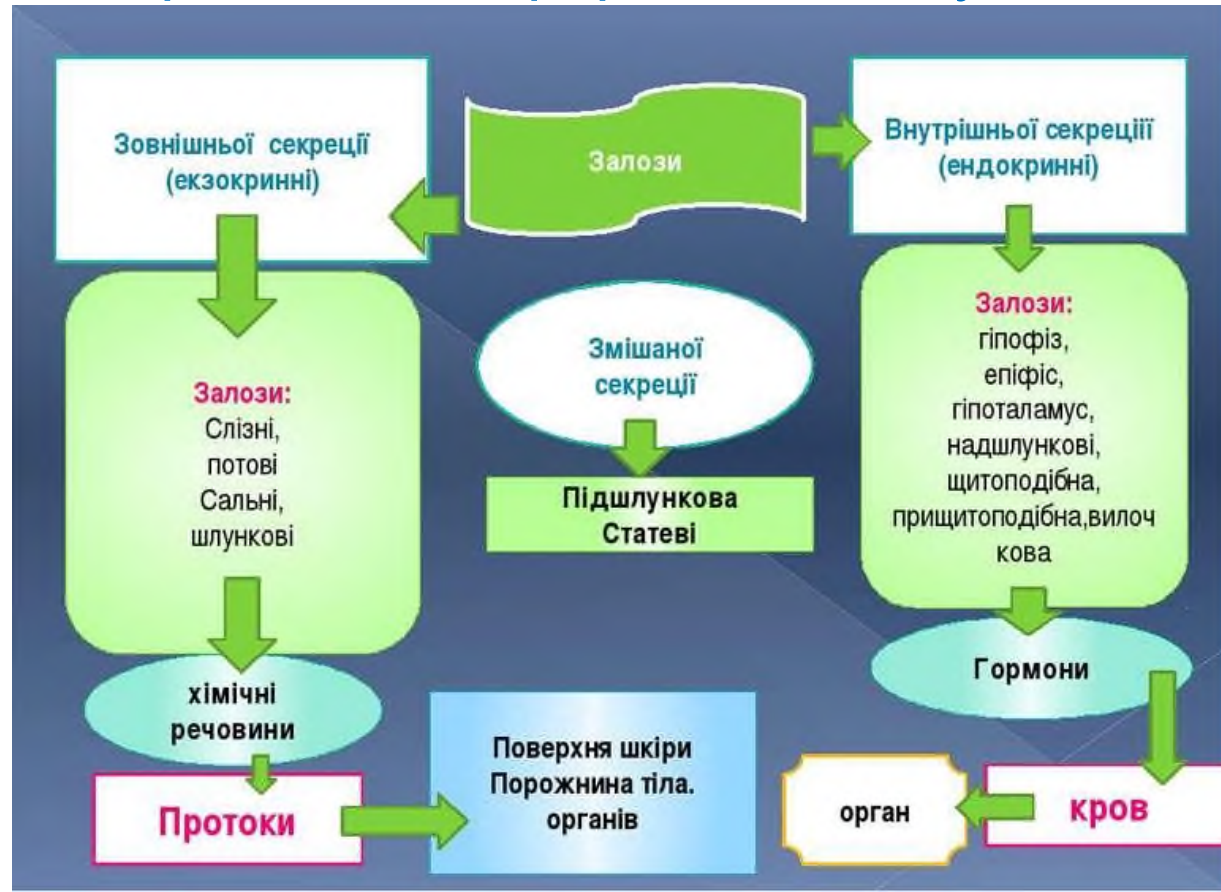 Залози
Зовнішньої секреції
(екзокринні)
Залози:
Слізні,
потові
Сальні,
шлункові
хімічні
речовини
Протоки
Поверхня шкіри
Порожнина тіла.
органів
Змішаної
секреції
Підшлункова
Статеві
Внутрішньої секреціїї
(ендокринні)
Залози:
гіпофіз,
епіфіс,
гіпоталамус,
надшлункові,
щитоподібна,
прищитоподібна,вилоч
кова
Гормони
кров
орган